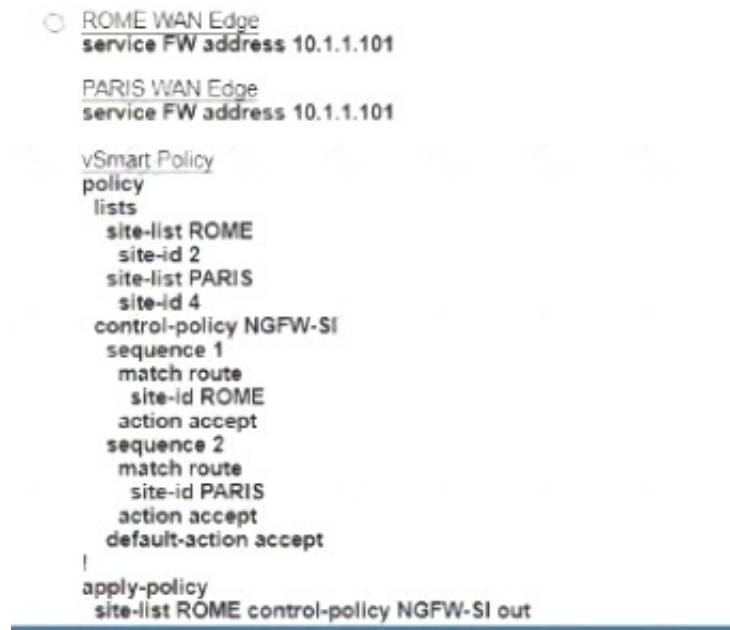 ROME WAN Edge
service FW address 10.1.1.101
PARIS WAN Edge
service FW address 10.1.1.101
vSmart Policy
policy
lists
site-list ROME
site-id 2
site-list PARIS
site-id 4
control-policy NGFW-SI
sequence 1
match route
site-id ROME
action accept
sequence 2
match route
site-id PARIS
action accept
default-action accept
!
apply-policy
site-list ROME control-policy NGFW-SI out